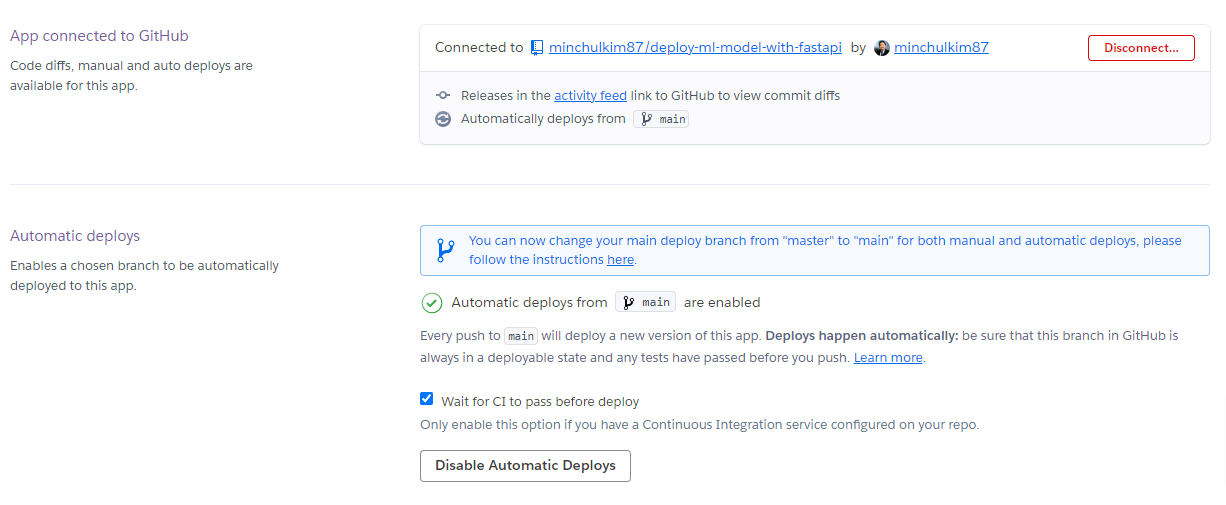 App connected to GitHub
Code diffs, manual and auto deploys are
available for this app.
Connected to minchulkim87/deploy-ml-model-with-fastapi by minchulkim87
Disconnect...
Releases in the activity feed link to GitHub to view commit diffs
Automatically deploys from main
Automatic deploys
Enables a chosen branch to be automatically
deployed to this app.
You can now change your main deploy branch from "master" to "main" for both manual and automatic deploys, please
follow the instructions here.
Automatic deploys from main are enabled
Every push to main will deploy a new version of this app. Deploys happen automatically: be sure that this branch in GitHub is
always in a deployable state and any tests have passed before you push. Learn more.
Wait for CI to pass before deploy
Only enable this option if you have a Continuous Integration service configured on your repo.
Disable Automatic Deploys